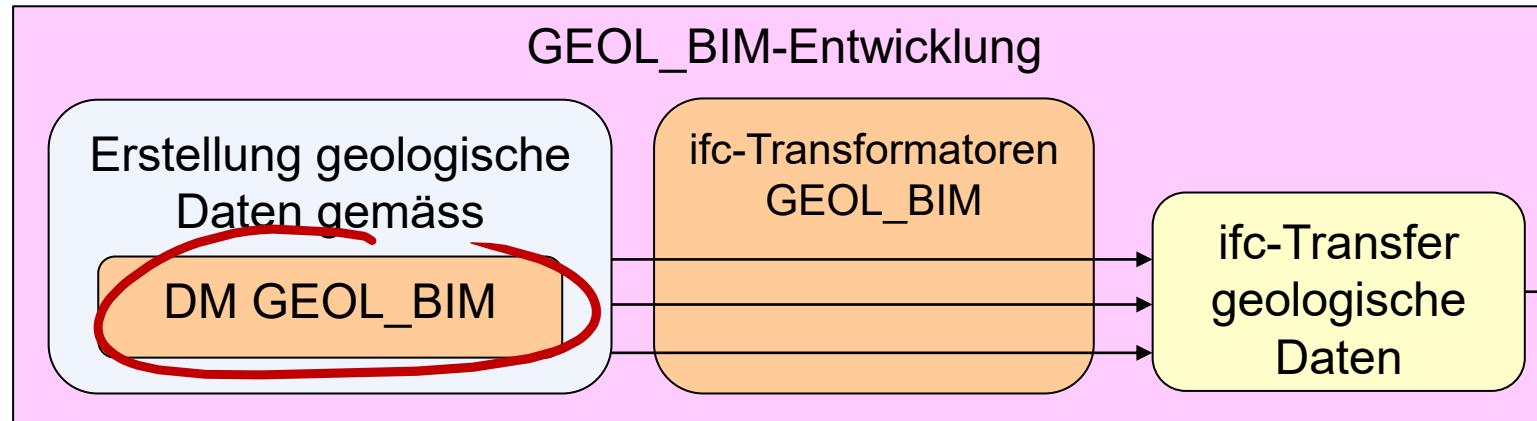 GEOL_BIM-Entwicklung
Erstellung geologische
Daten gemäss
DM GEOL_BIM
ifc-Transformatoren
GEOL_BIM
ifc-Transfer
geologische
Daten